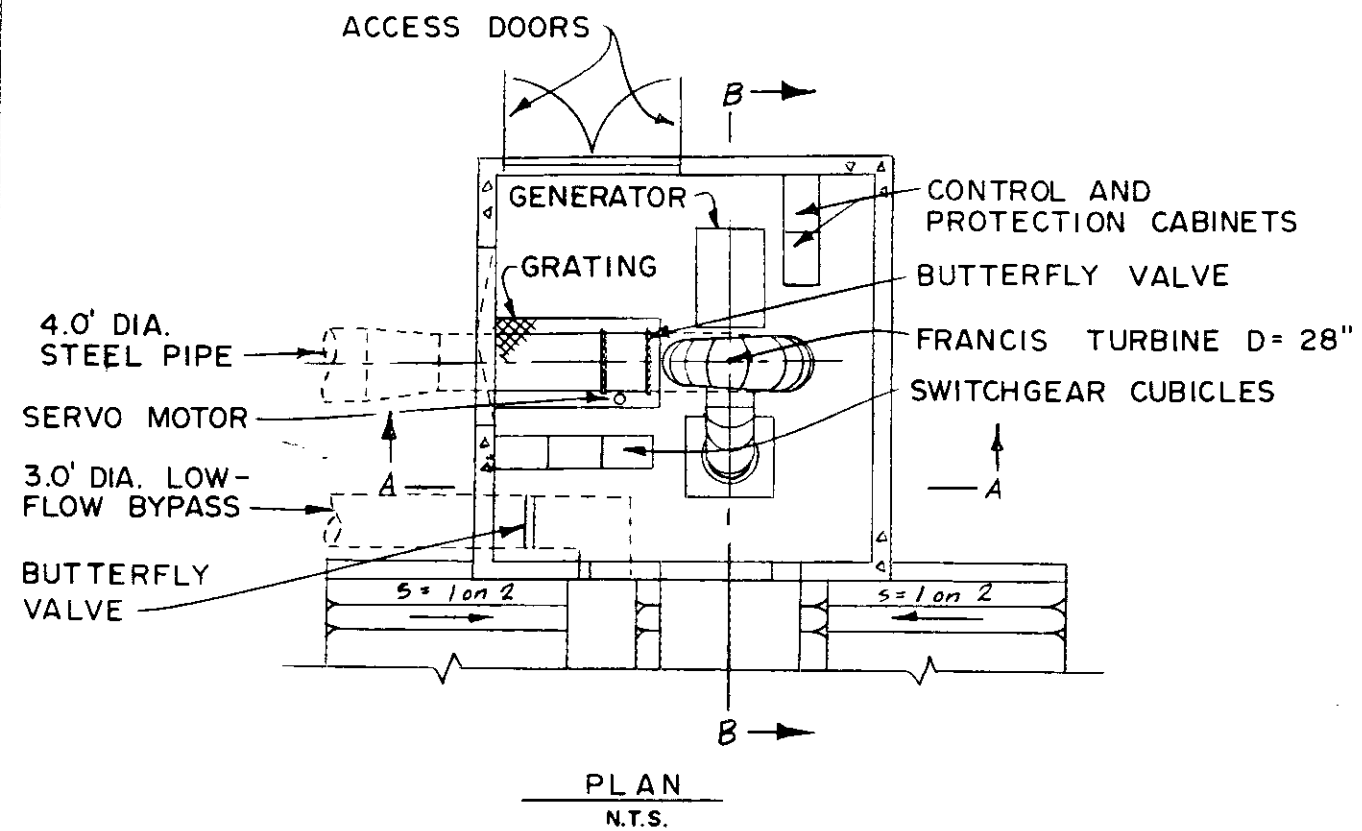 ACCESS DOORS
B
GENERATOR
CONTROL AND
PROTECTION CABINETS
GRATING
BUTTERFLY VALVE
4.0' DIA.
STEEL PIPE
FRANCIS TURBINE D= 28"
SERVO MOTOR
SWITCHGEAR CUBICLES
3.0' DIA. LOW-
FLOW BYPASS
A
A
BUTTERFLY
VALVE
S = 1 on 2
S = 1 on 2
B
PLAN
N.T.S.